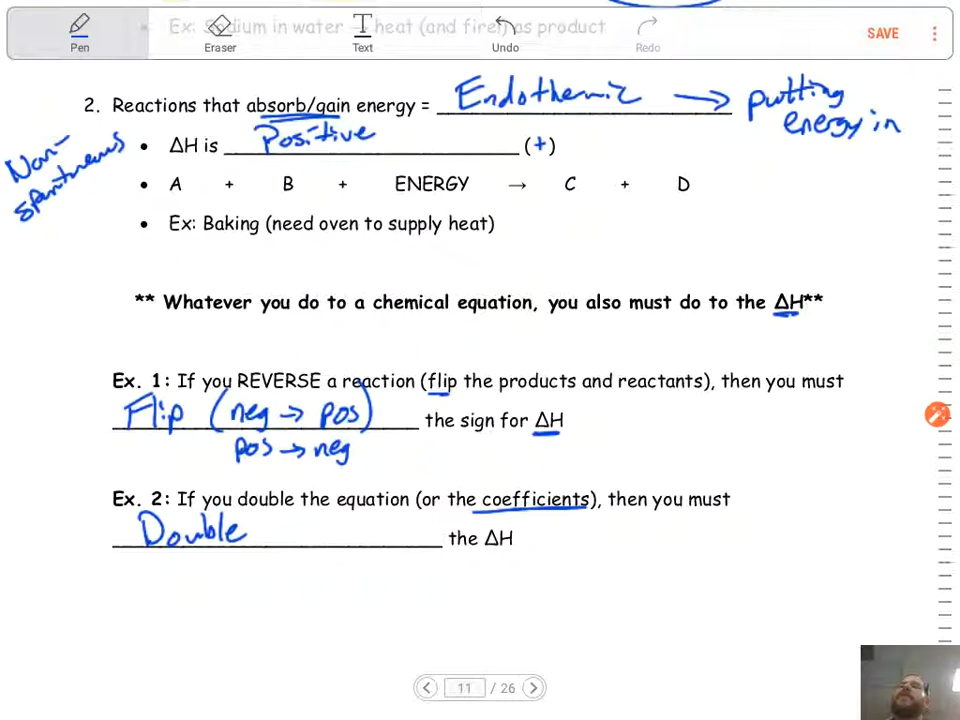 Ex: Sodium in water → heat (and fire!) as product
Pen
Eraser
Text
Undo
Redo
SAVE
2. Reactions that absorb/gain energy = Endothermic → putting energy in
Non-spontaneous
• ΔH is Positive (+)
• A + B + ENERGY → C + D
• Ex: Baking (need oven to supply heat)
** Whatever you do to a chemical equation, you also must do to the ΔH**
Ex. 1: If you REVERSE a reaction (flip the products and reactants), then you must
Flip (neg → pos) the sign for ΔH
pos → neg
Ex. 2: If you double the equation (or the coefficients), then you must
Double the ΔH
11 / 26